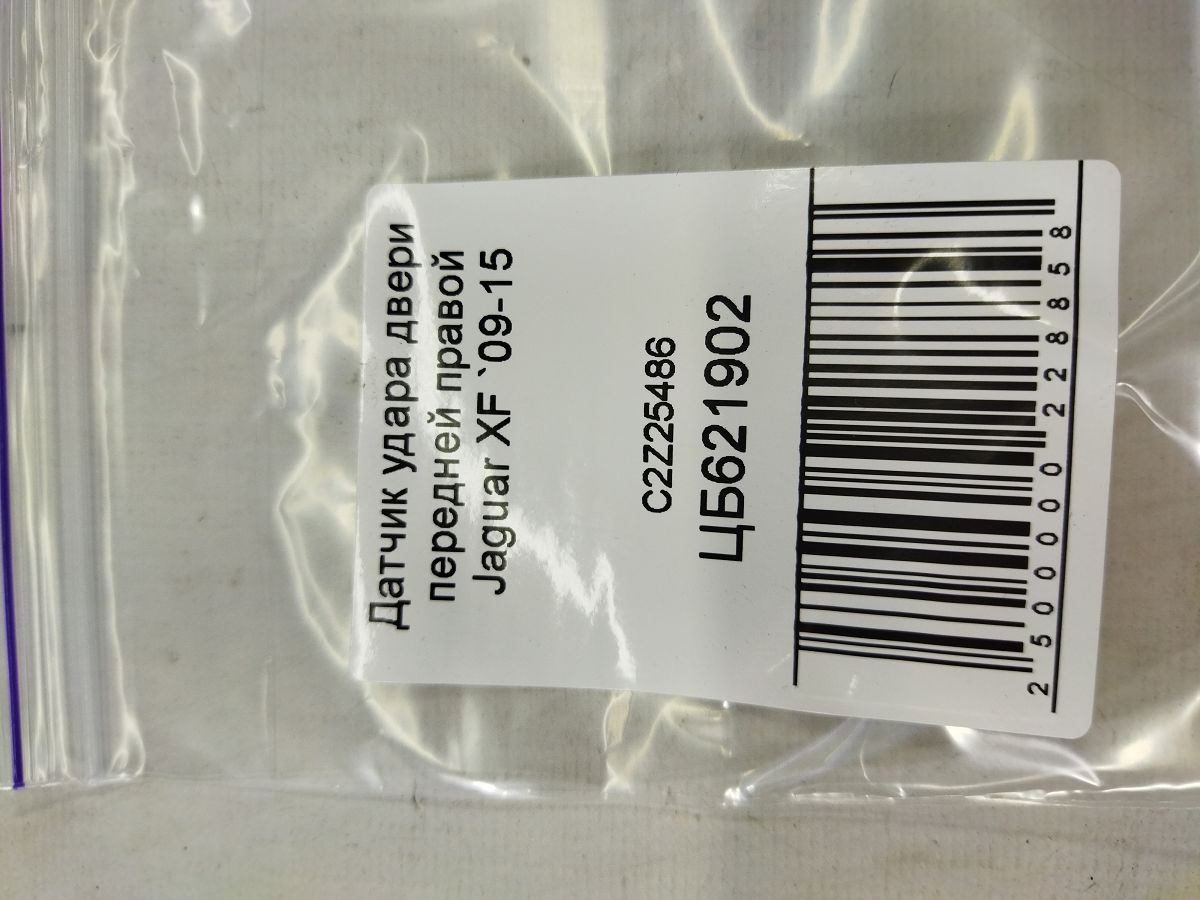 Датчик удара двери
передней правой
Jaguar XF `09-15
C2Z25486
ЦБ621902
2500000228858